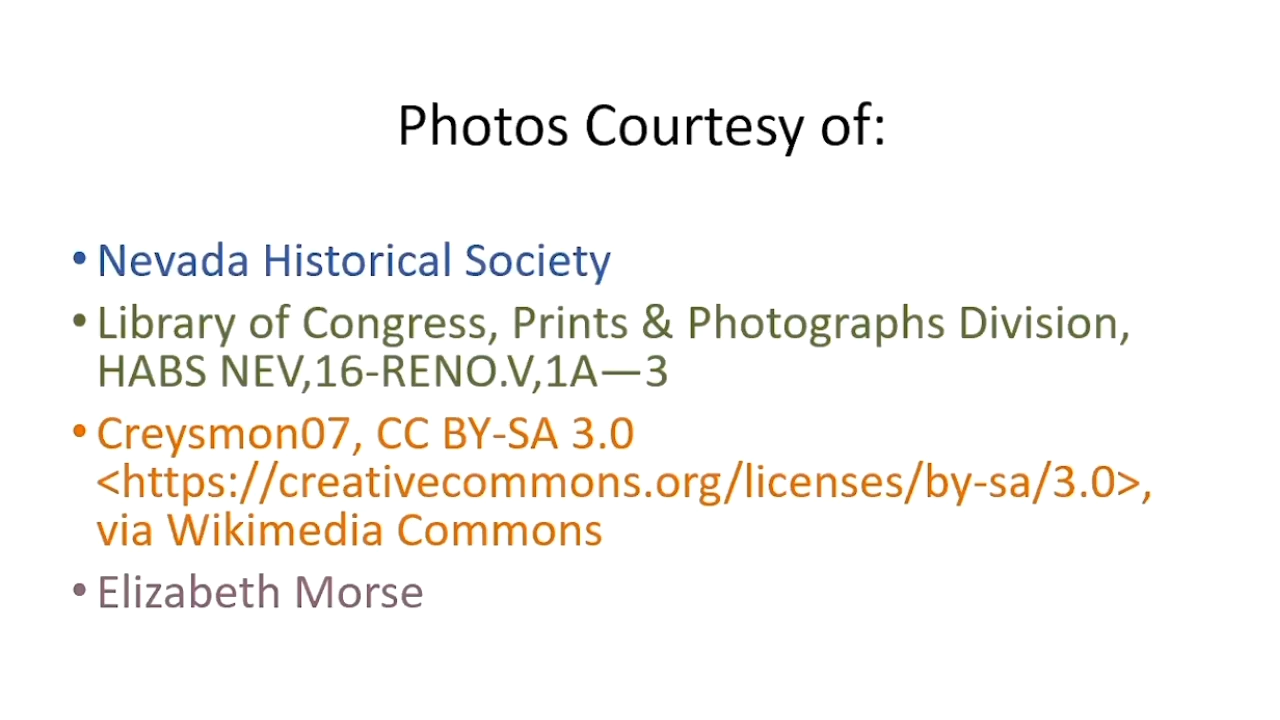 Photos Courtesy of:
• Nevada Historical Society
• Library of Congress, Prints & Photographs Division,
HABS NEV,16-RENO.V,1A—3
• Creysmon07, CC BY-SA 3.0
<https://creativecommons.org/licenses/by-sa/3.0>,
via Wikimedia Commons
• Elizabeth Morse